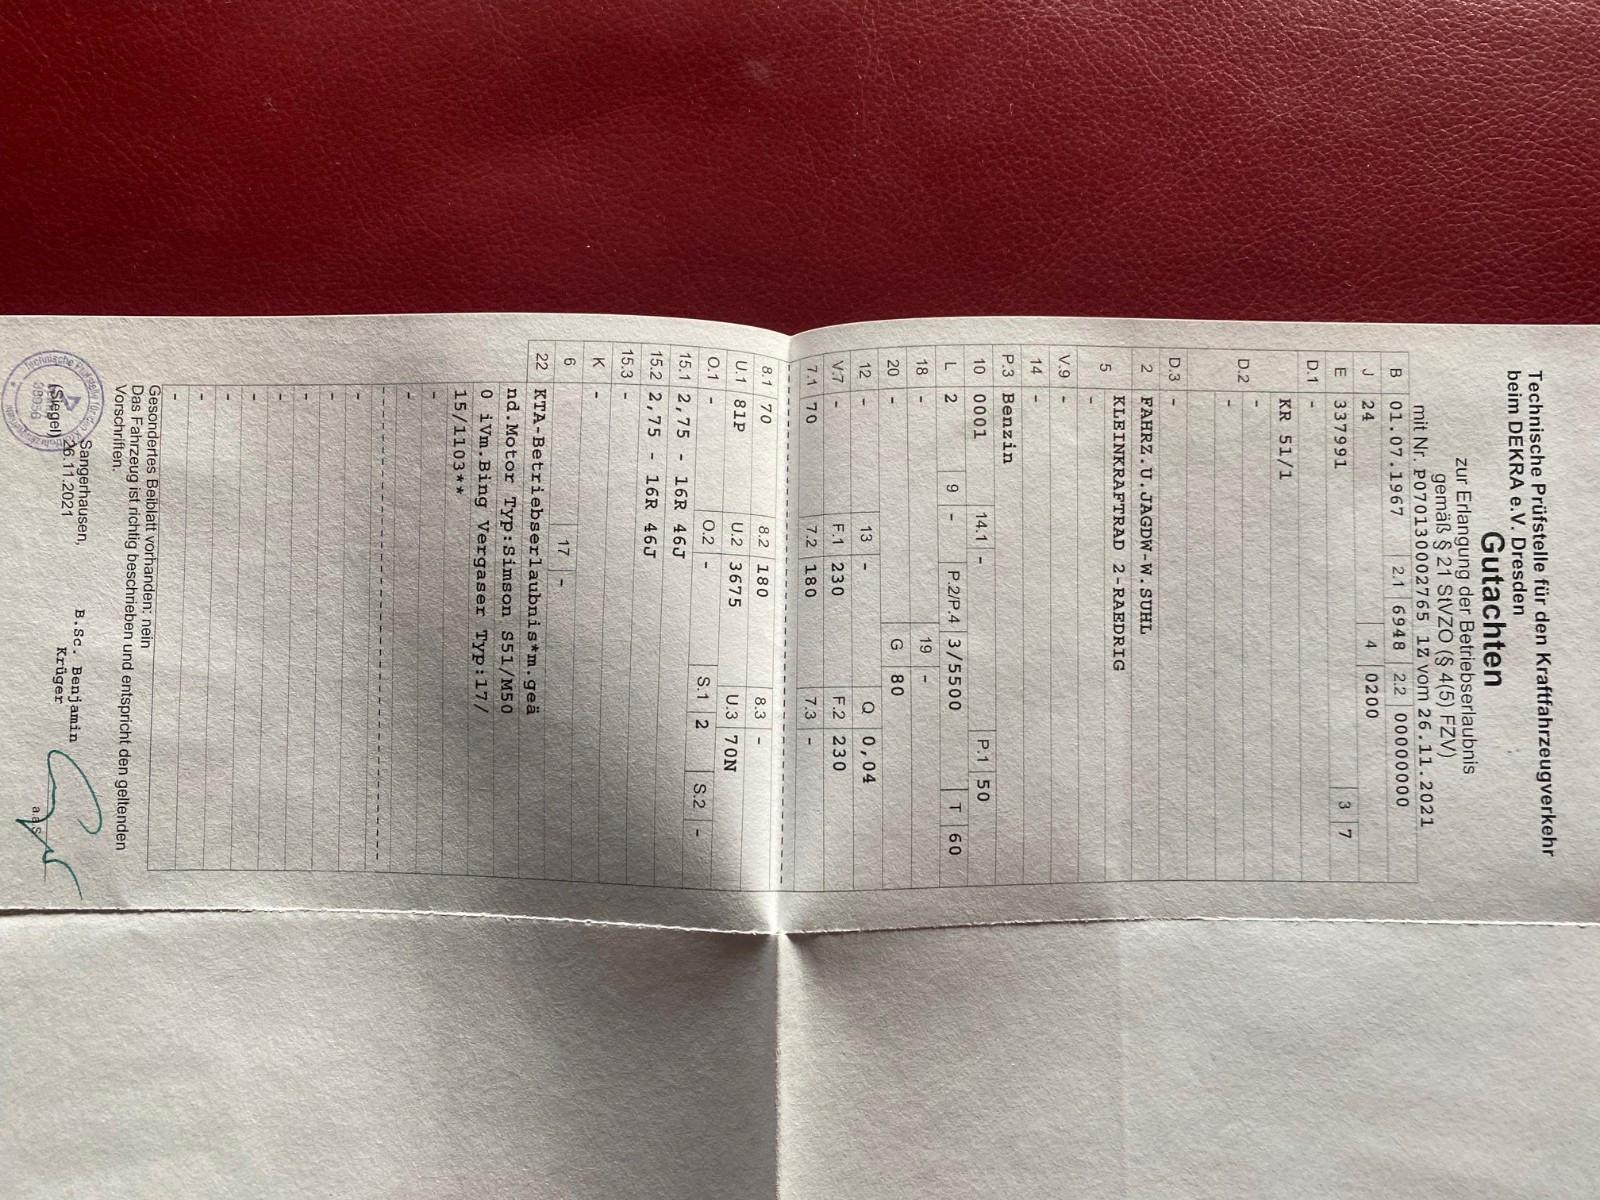 Technische Prüfstelle für den Kraftfahrzeugverkehr
beim DEKRA e.V. Dresden
Gutachten
zur Erlangung der Betriebserlaubnis
gemäß § 21 StVZO (§ 4(5) FZV)
mit Nr. P070130002765 1Z vom 26.11.2021
B 01.07.1967 2.1 6948 2.2 00000000
J 24 4 0200
E 337991 3 7
D.1 -
KR 51/1
D.2 -
-
D.3 -
2 FAHRZ.U.JAGDW-W.SUHL
5 KLEINKRAFTRAD 2-RAEDRIG
-
V.9 -
14 -
P.3 Benzin
10 0001 14.1 - P.1 50
L 2 9 - P.2/P.4 3/5500 T 60
18 - 19 -
20 - G 80
12 - 13 - Q 0,04
V.7 - F.1 230 F.2 230
7.1 70 7.2 180 7.3 -
8.1 70 8.2 180 8.3 -
U.1 81P U.2 3675 U.3 70N
O.1 - O.2 - S.1 2 S.2 -
15.1 2,75 - 16R 46J
15.2 2,75 - 16R 46J
15.3 -
K -
6 17 -
22 KTA-Betriebserlaubnis*m.geä
nd.Motor Typ:Simson S51/M50
0 iVm.Bing Vergaser Typ:17/
15/1103**
-
-
-
-
-
-
-
-
-
-
Gesondertes Beiblatt vorhanden: nein
Das Fahrzeug ist richtig beschrieben und entspricht den geltenden
Vorschriften.
Sangerhausen,
26.11.2021
B.Sc. Benjamin
Krüger
(Siegel)
a.a.S.